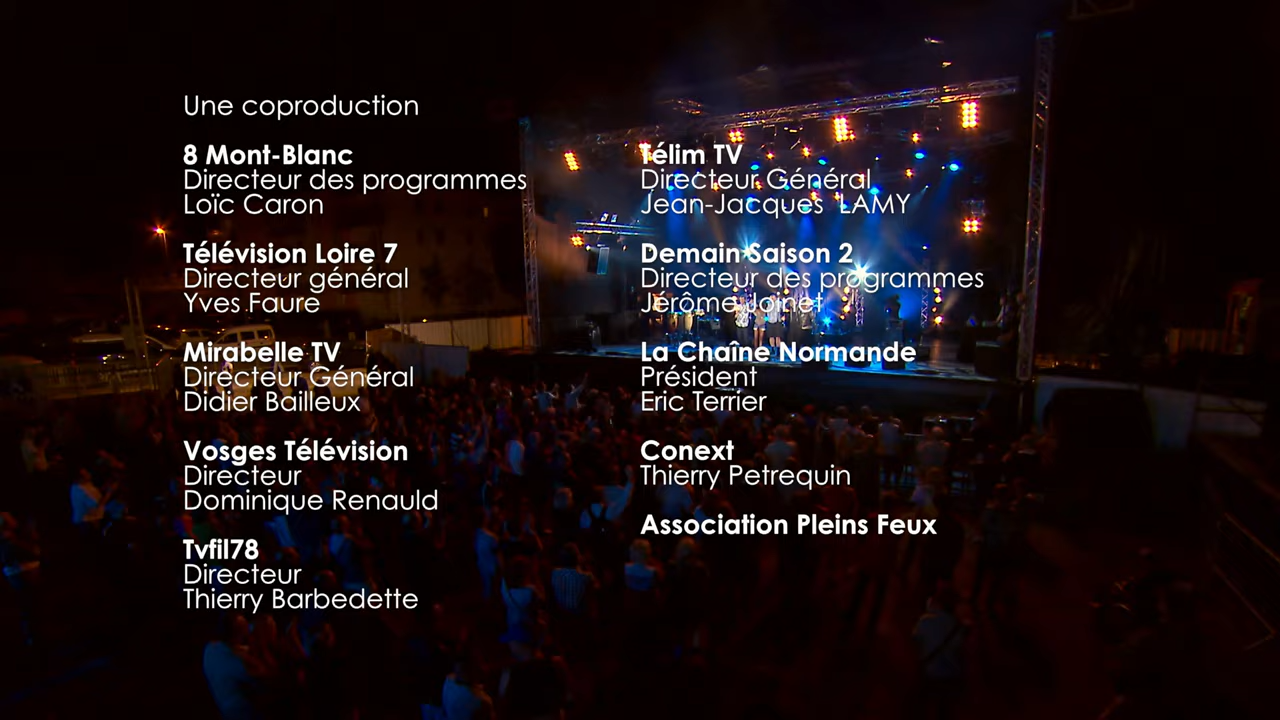 Une coproduction
8 Mont-Blanc
Directeur des programmes
Loïc Caron
Télévision Loire 7
Directeur général
Yves Faure
Mirabelle TV
Directeur Général
Didier Bailleux
Vosges Télévision
Directeur
Dominique Renauld
Tvfil78
Directeur
Thierry Barbedette
Télim TV
Directeur Général
Jean-Jacques LAMY
Demain Saison 2
Directeur des programmes
Jérôme Joinet
La Chaîne Normande
Président
Eric Terrier
Conext
Thierry Petrequin
Association Pleins Feux